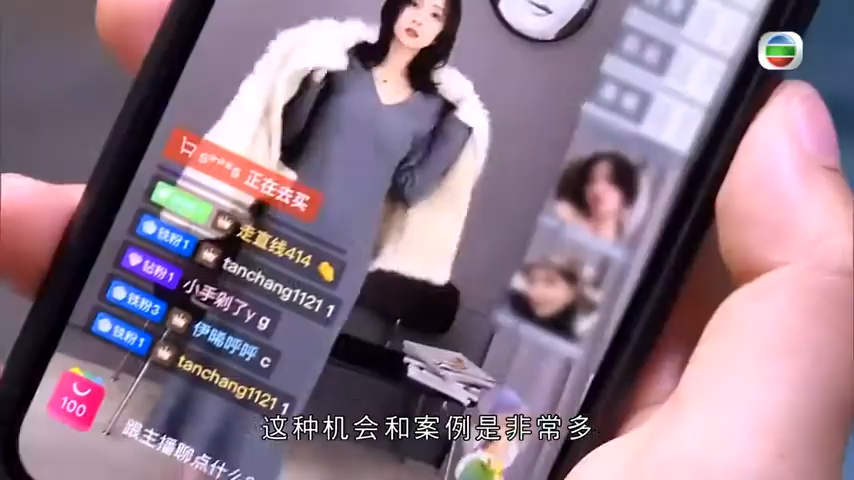 s***s 正在去买
走直线414
铁粉1 tanchang1121 1
钻粉1 小手剁了y g
铁粉3 伊晞呼呼 c
铁粉1 tanchang1121 1
100
跟主播聊点什么
这种机会和案例是非常多